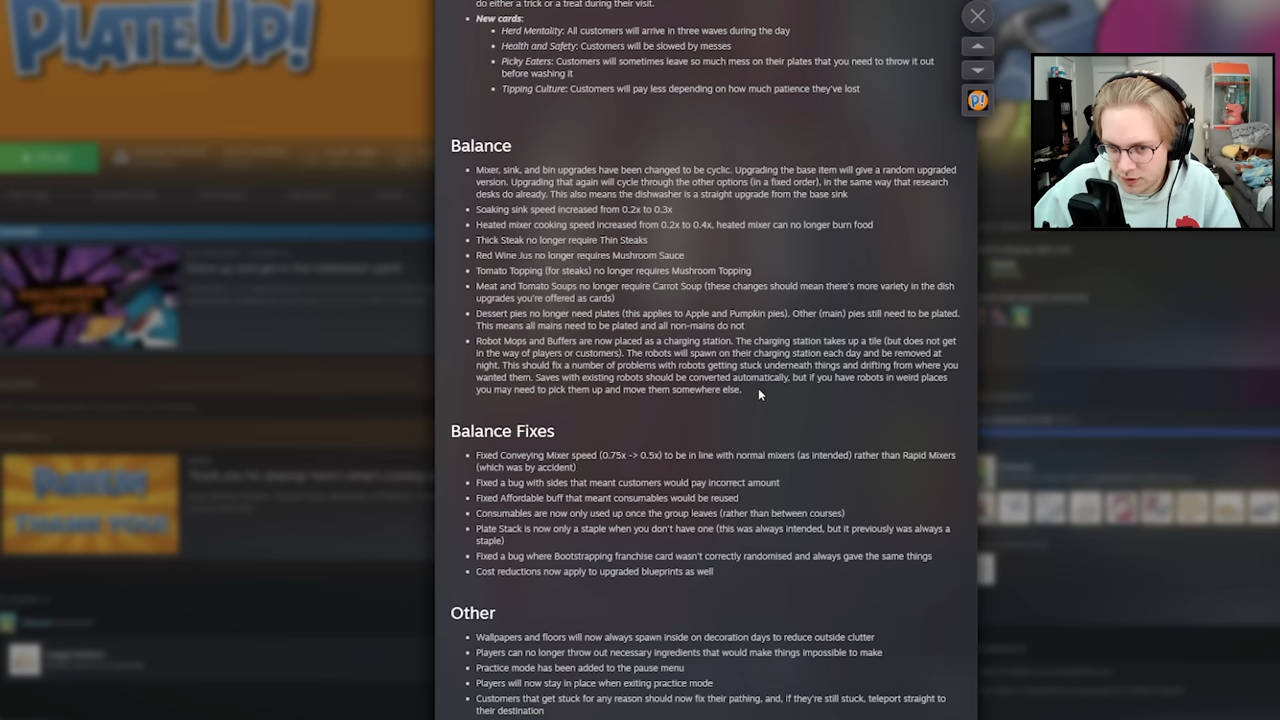 PLATEUP!
do either a trick or a treat during their visit.
New cards:
Herd Mentality: All customers will arrive in three waves during the day
Health and Safety: Customers will be slowed by messes
Picky Eaters: Customers will sometimes leave so much mess on their plates that you need to throw it out
before washing it
Tipping Culture: Customers will pay less depending on how much patience they've lost
Balance
Mixer, sink, and bin upgrades have been changed to be cyclic. Upgrading the base item will give a random upgraded
version. Upgrading that again will cycle through the other options (in a fixed order), in the same way that research
desks do already. This also means the dishwasher is a straight upgrade from the base sink
Soaking sink speed increased from 0.2x to 0.3x
Heated mixer cooking speed increased from 0.2x to 0.4x, heated mixer can no longer burn food
Thick Steak no longer require Thin Steaks
Red Wine Jus no longer requires Mushroom Sauce
Tomato Topping (for steaks) no longer requires Mushroom Topping
Meat and Tomato Soups no longer require Carrot Soup (these changes should mean there's more variety in the dish
upgrades you're offered as cards)
Dessert pies no longer need plates (this applies to Apple and Pumpkin pies). Other (main) pies still need to be plated.
This means all mains need to be plated and all non-mains do not
Robot Mops and Buffers are now placed as a charging station. The charging station takes up a tile (but does not get
in the way of players or customers). The robots will spawn on their charging station each day and be removed at
night. This should fix a number of problems with robots getting stuck underneath things and drifting from where you
wanted them. Saves with existing robots should be converted automatically, but if you have robots in weird places
you may need to pick them up and move them somewhere else.
Balance Fixes
Fixed Conveying Mixer speed (0.75x -> 0.5x) to be in line with normal mixers (as intended) rather than Rapid Mixers
(which was by accident)
Fixed a bug with sides that meant customers would pay incorrect amount
Fixed Affordable buff that meant consumables would be reused
Consumables are now only used up once the group leaves (rather than between courses)
Plate Stack is now only a staple when you don't have one (this was always intended, but it previously was always a
staple)
Fixed a bug where Bootstrapping franchise card wasn't correctly randomised and always gave the same things
Cost reductions now apply to upgraded blueprints as well
Other
Wallpapers and floors will now always spawn inside on decoration days to reduce outside clutter
Players can no longer throw out necessary ingredients that would make things impossible to make
Practice mode has been added to the pause menu
Players will now stay in place when exiting practice mode
Customers that get stuck for any reason should now fix their pathing, and, if they're still stuck, teleport straight to
their destination
P!
PLATEUP!
THANK YOU!